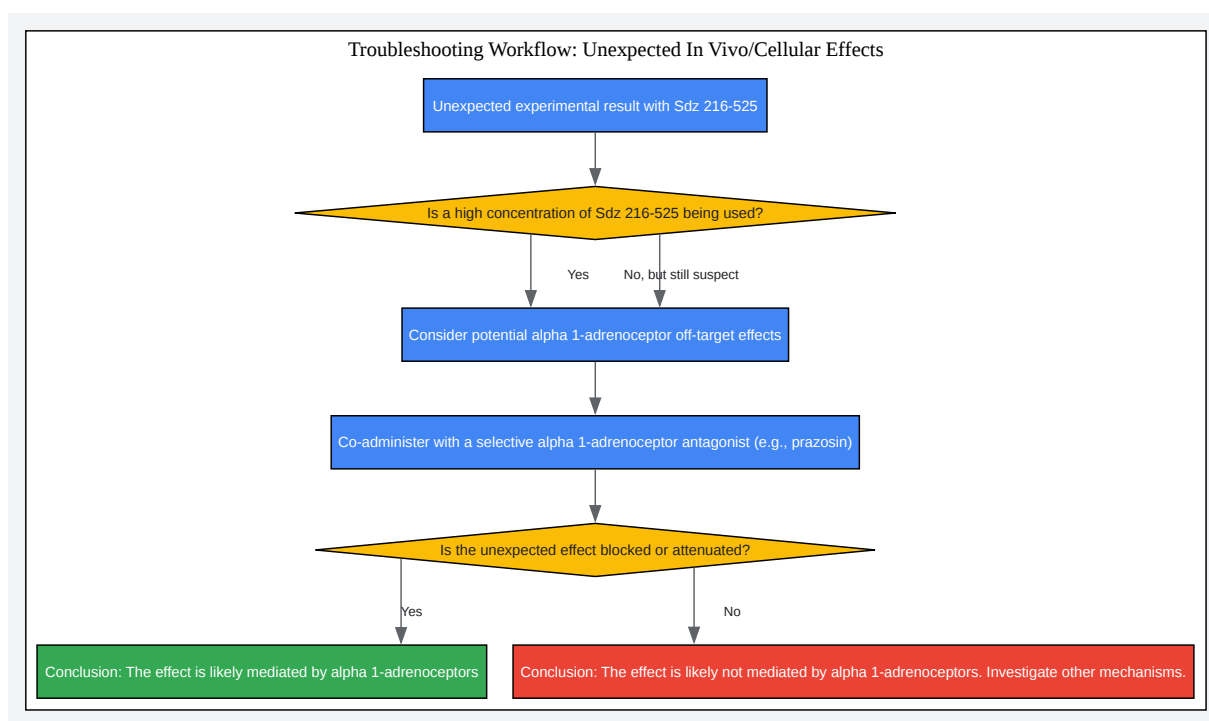 Troubleshooting Workflow: Unexpected In Vivo/Cellular Effects
Unexpected experimental result with Sdz 216-525
Is a high concentration of Sdz 216-525 being used?
Yes
No, but still suspect
Consider potential alpha 1-adrenoceptor off-target effects
Co-administer with a selective alpha 1-adrenoceptor antagonist (e.g., prazosin)
Is the unexpected effect blocked or attenuated?
Yes
No
Conclusion: The effect is likely mediated by alpha 1-adrenoceptors
Conclusion: The effect is likely not mediated by alpha 1-adrenoceptors. Investigate other mechanisms.